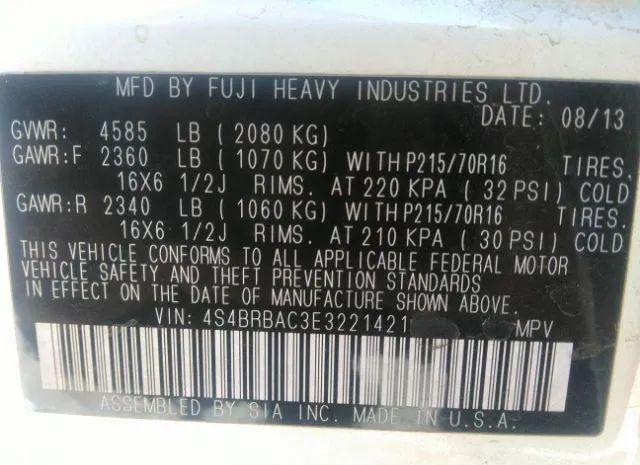 MFD BY FUJI HEAVY INDUSTRIES LTD.
DATE: 08/13
GVWR: 4585 LB ( 2080 KG)
GAWR:F 2360 LB ( 1070 KG) WITH P215/70R16 TIRES.
16X6 1/2J RIMS. AT 220 KPA ( 32 PSI) COLD
GAWR:R 2340 LB ( 1060 KG) WITH P215/70R16 TIRES.
16X6 1/2J RIMS. AT 210 KPA ( 30 PSI) COLD
THIS VEHICLE CONFORMS TO ALL APPLICABLE FEDERAL MOTOR
VEHICLE SAFETY AND THEFT PREVENTION STANDARDS
IN EFFECT ON THE DATE OF MANUFACTURE SHOWN ABOVE.
VIN: 4S4BRBAC3E3221421 MPV
ASSEMBLED BY SIA INC. MADE IN U.S.A.